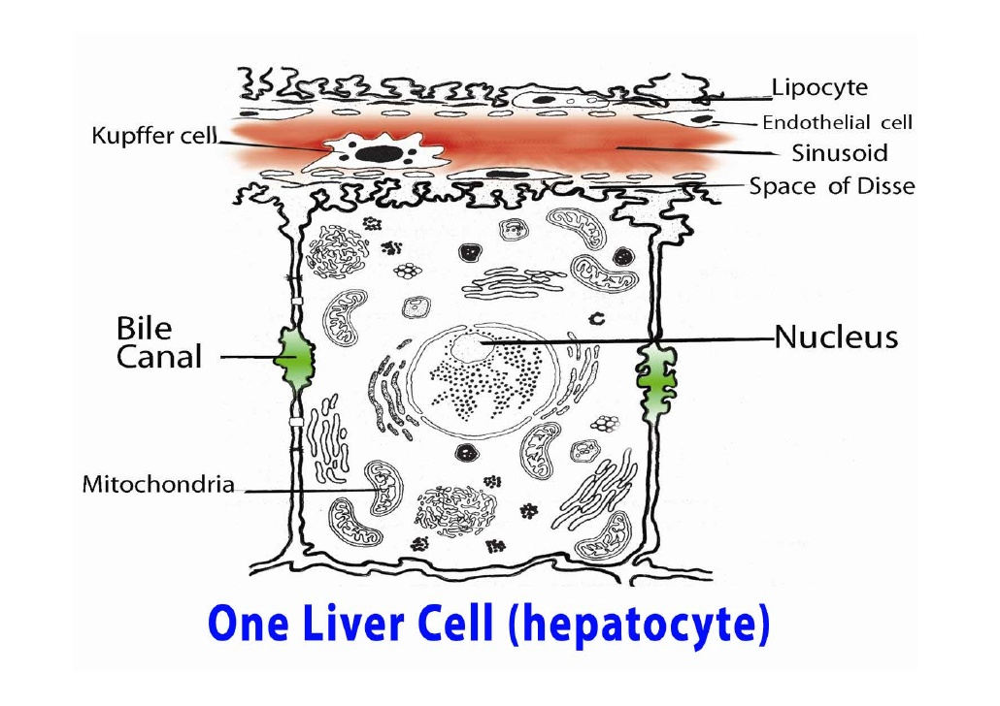 Lipocyte
Endothelial cell
Kupffer cell
Sinusoid
Space of Disse
Bile
Canal
Nucleus
Mitochondria
One Liver Cell (hepatocyte)